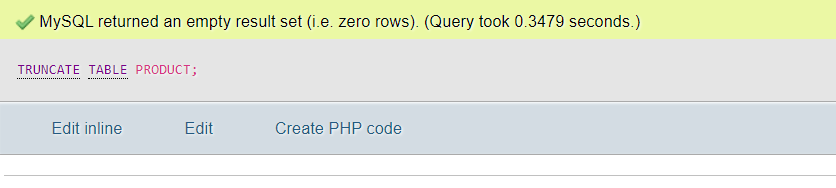 MySQL returned an empty result set (i.e. zero rows). (Query took 0.3479 seconds.)
TRUNCATE TABLE PRODUCT;
Edit inline Edit Create PHP code